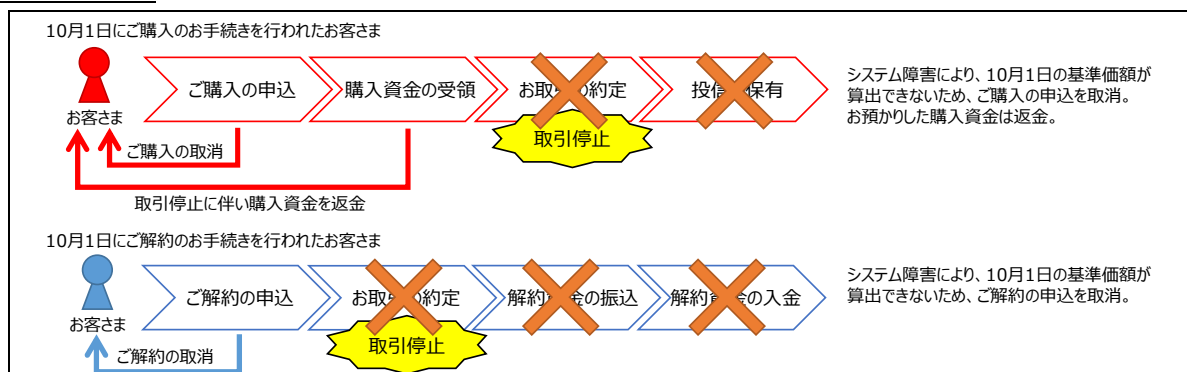 10月1日にご購入のお手続きを行われたお客さま
ご購入の申込
購入資金の受領
お取引の約定
投信の保有
システム障害により、10月1日の基準価額が
算出できないため、ご購入の申込を取消。
お預かりした購入資金は返金。
お客さま
取引停止
ご購入の取消
取引停止に伴い購入資金を返金
10月1日にご解約のお手続きを行われたお客さま
ご解約の申込
お取引の約定
解約資金の振込
解約資金の入金
システム障害により、10月1日の基準価額が
算出できないため、ご解約の申込を取消。
お客さま
取引停止
ご解約の取消